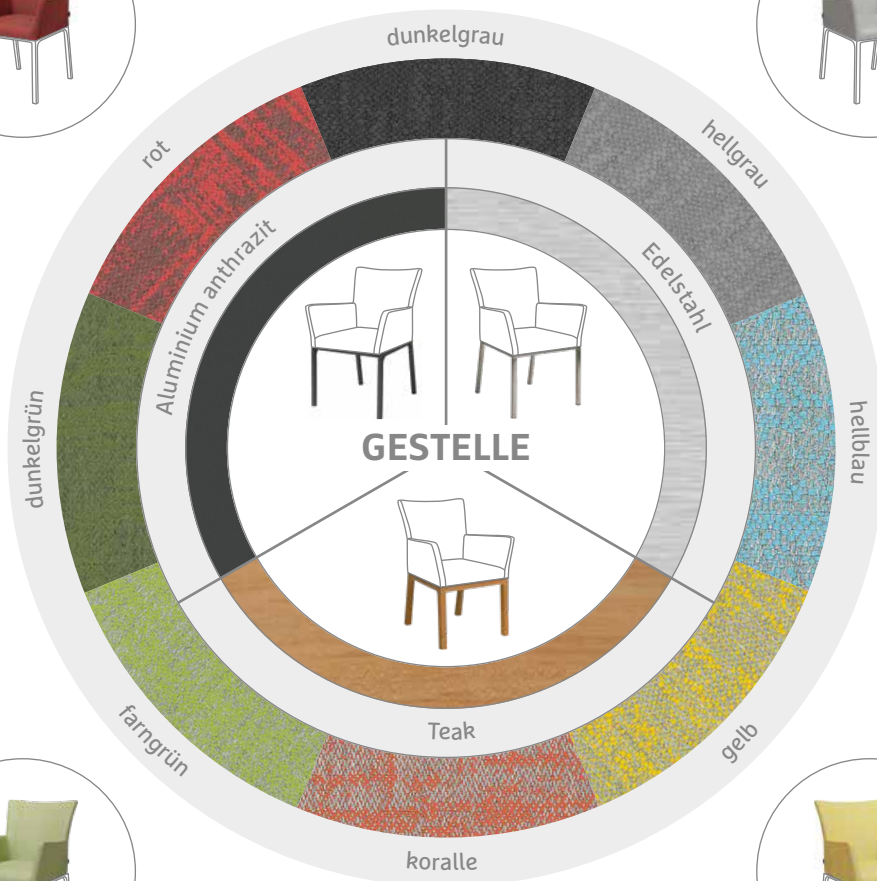 dunkelgrau
rot
hellgrau
Aluminium anthrazit
Edelstahl
dunkelgrün
hellblau
GESTELLE
Teak
farngrün
gelb
koralle